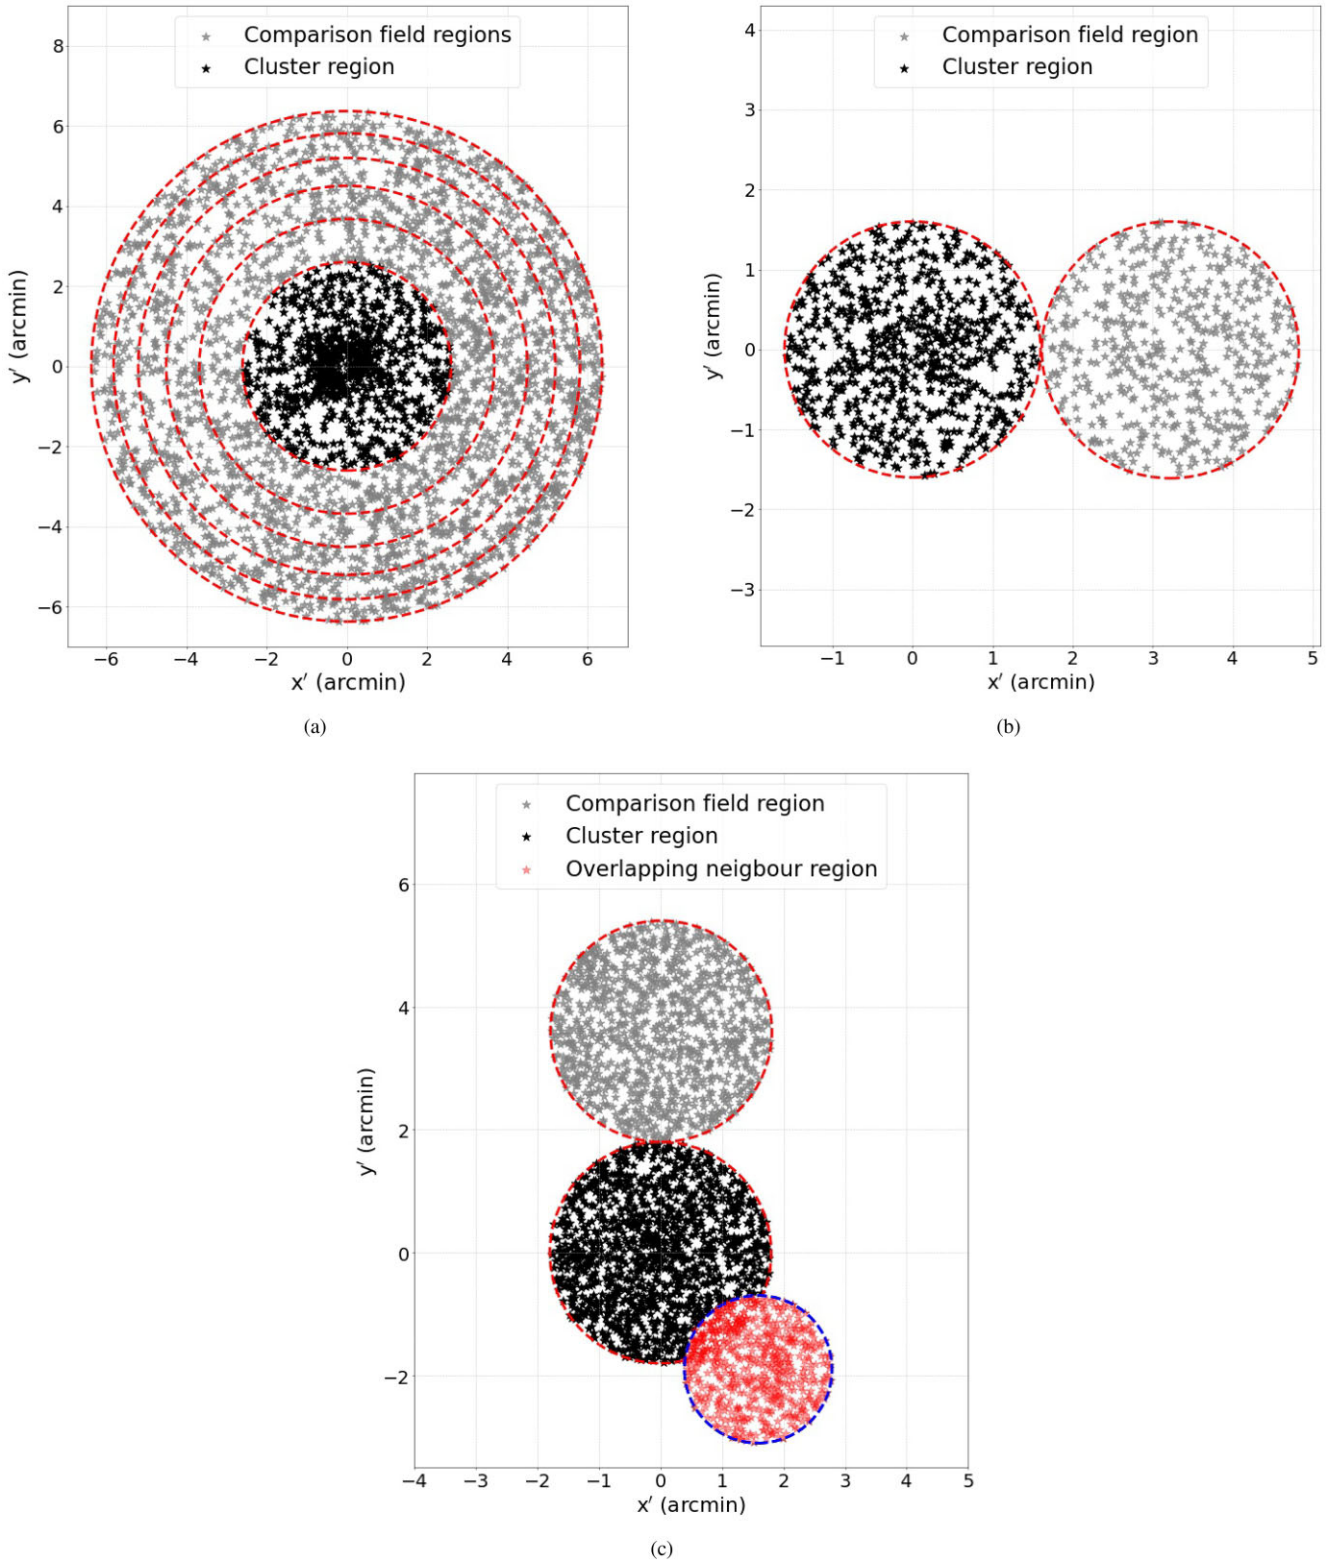 Comparison field regions
Cluster region
8
6
4
2
0
−2
−4
−6
y′ (arcmin)
−6 −4 −2 0 2 4 6
x′ (arcmin)
(a)
Comparison field region
Cluster region
4
3
2
1
0
−1
−2
−3
y′ (arcmin)
−1 0 1 2 3 4 5
x′ (arcmin)
(b)
Comparison field region
Cluster region
Overlapping neigbour region
6
4
2
0
−2
y′ (arcmin)
−4 −3 −2 −1 0 1 2 3 4 5
x′ (arcmin)
(c)